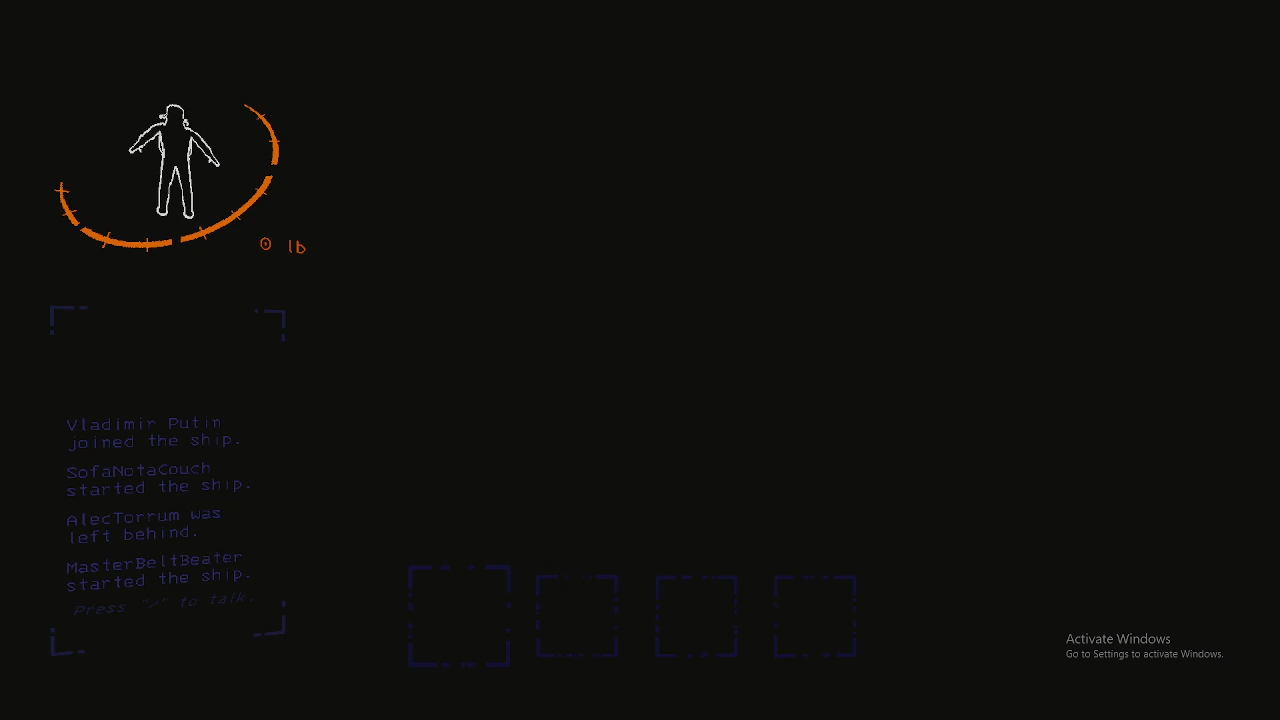 0 lb
Vladimir Putin
joined the ship.
SofaNotaCouch
started the ship.
AlecTorrum was
left behind.
MasterBeltBeater
started the ship.
Press "/" to talk.
Activate Windows
Go to Settings to activate Windows.